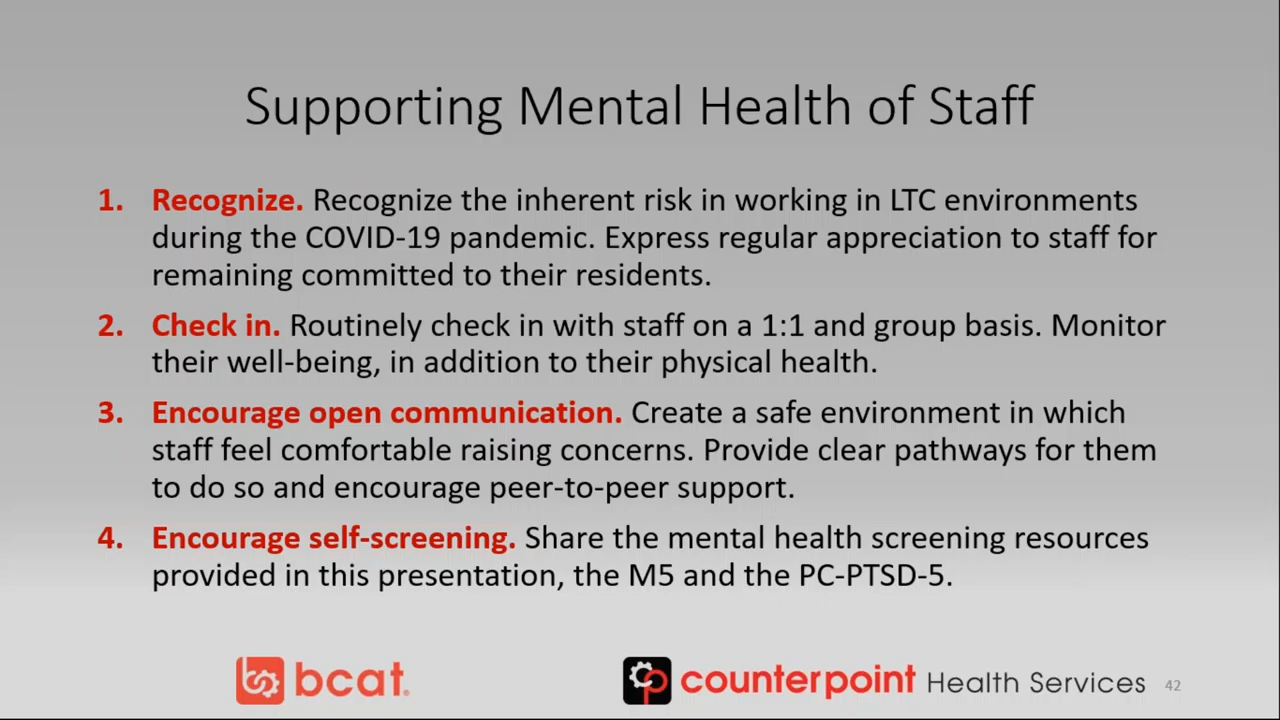 Supporting Mental Health of Staff
1. Recognize. Recognize the inherent risk in working in LTC environments
during the COVID-19 pandemic. Express regular appreciation to staff for
remaining committed to their residents.
2. Check in. Routinely check in with staff on a 1:1 and group basis. Monitor
their well-being, in addition to their physical health.
3. Encourage open communication. Create a safe environment in which
staff feel comfortable raising concerns. Provide clear pathways for them
to do so and encourage peer-to-peer support.
4. Encourage self-screening. Share the mental health screening resources
provided in this presentation, the M5 and the PC-PTSD-5.
bcat.
counterpoint Health Services 42